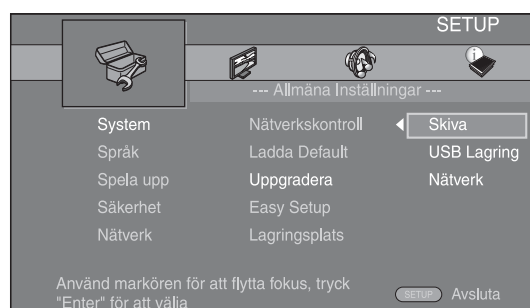 SETUP
--- Allmäna Inställningar ---
System
Språk
Spela upp
Säkerhet
Nätverk
Nätverkskontroll
Ladda Default
Uppgradera
Easy Setup
Lagringsplats
Skiva
USB Lagring
Nätverk
Använd markören för att flytta fokus, tryck
"Enter" för att välja
SETUP Avsluta